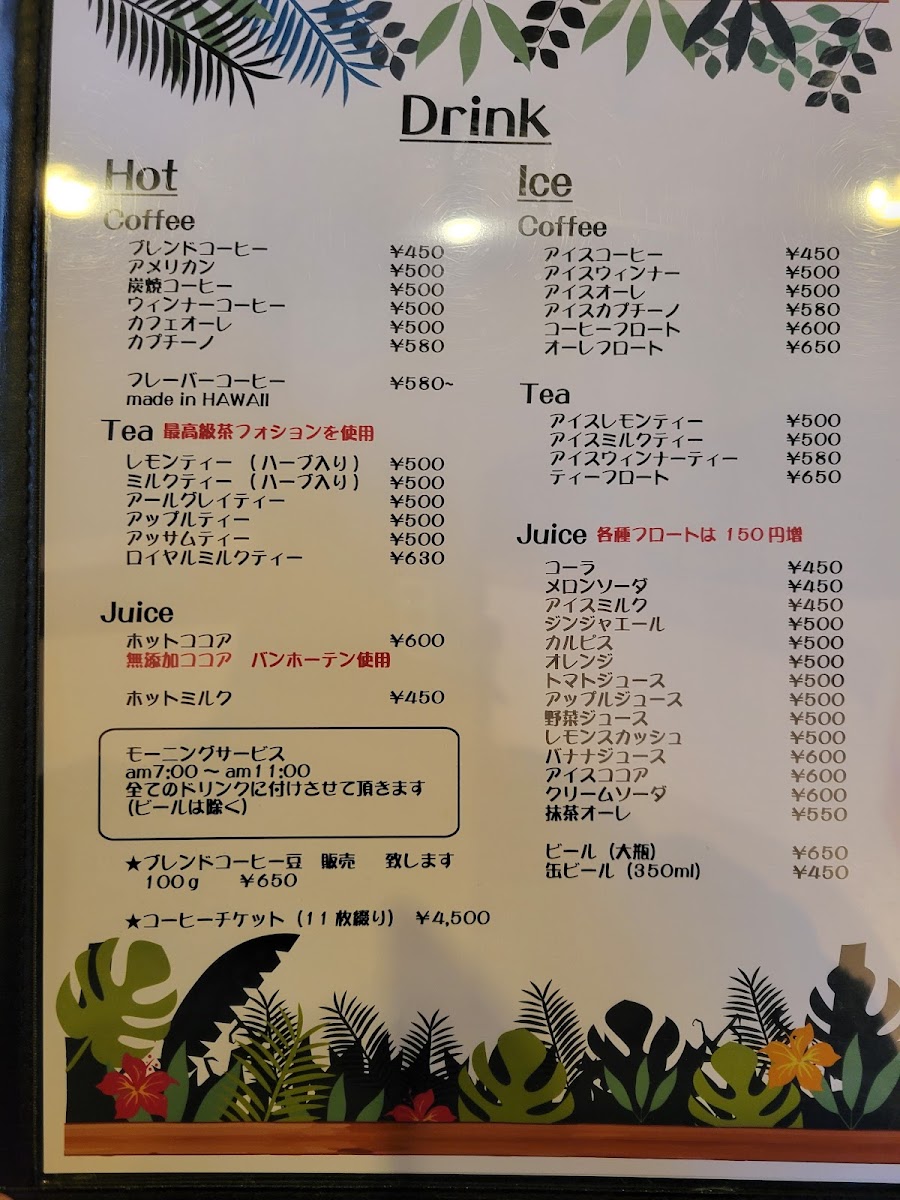 Drink
Hot
Coffee
ブレンドコーヒー ¥450
アメリカン ¥500
炭焼コーヒー ¥500
ウィンナーコーヒー ¥500
カフェオーレ ¥500
カプチーノ ¥580
フレーバーコーヒー ¥580~
made in HAWAII
Tea 最高級茶フォションを使用
レモンティー (ハーブ入り) ¥500
ミルクティー (ハーブ入り) ¥500
アールグレイティー ¥500
アップルティー ¥500
アッサムティー ¥500
ロイヤルミルクティー ¥630
Juice
ホットココア ¥600
無添加ココア バンホーテン使用
ホットミルク ¥450
モーニングサービス
am7:00～am11:00
全てのドリンクに付けさせて頂きます
(ビールは除く)
★ブレンドコーヒー豆 販売 致します
100g ¥650
★コーヒーチケット(11枚綴り) ¥4,500
Ice
Coffee
アイスコーヒー ¥450
アイスウィンナー ¥500
アイスオーレ ¥500
アイスカプチーノ ¥580
コーヒーフロート ¥600
オーレフロート ¥650
Tea
アイスレモンティー ¥500
アイスミルクティー ¥500
アイスウィンナーティー ¥580
ティーフロート ¥650
Juice 各種フロートは 150円増
コーラ ¥450
メロンソーダ ¥450
アイスミルク ¥450
ジンジャエール ¥500
カルピス ¥500
オレンジ ¥500
トマトジュース ¥500
アップルジュース ¥500
野菜ジュース ¥500
レモンスカッシュ ¥500
バナナジュース ¥600
アイスココア ¥600
クリームソーダ ¥600
抹茶オーレ ¥550
ビール(大瓶) ¥650
缶ビール(350ml) ¥450